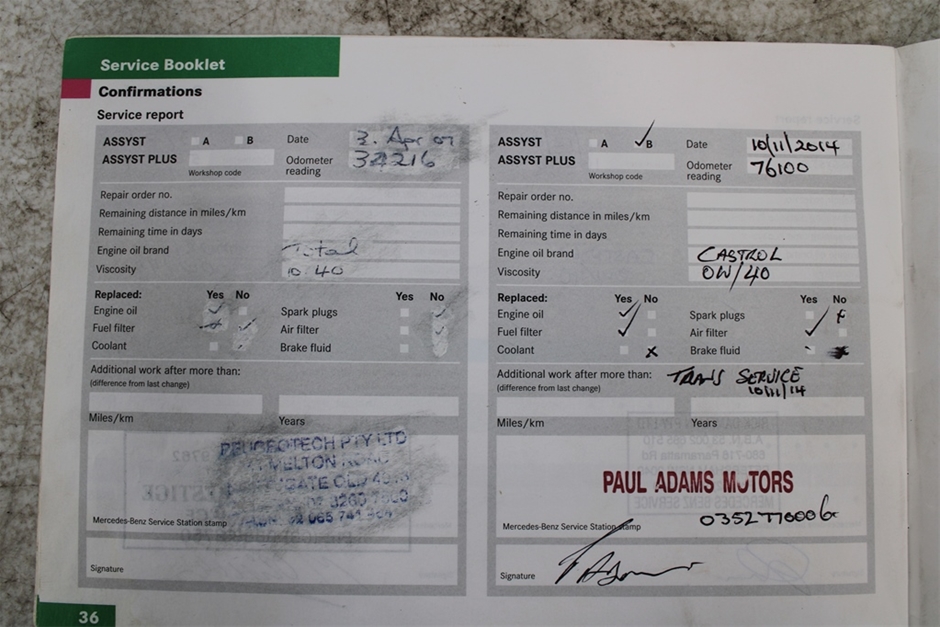 Service Booklet
Confirmations
Service report
ASSYST A B Date 3. Apr 07
ASSYST PLUS Odometer reading
Workshop code
Repair order no.
Remaining distance in miles/km
Remaining time in days
Engine oil brand Total
Viscosity 10 40
Replaced: Yes No Yes No
Engine oil Spark plugs
Fuel filter Air filter
Coolant Brake fluid
Additional work after more than:
(difference from last change)
Miles/km Years
PEUGEOTECH PTY LTD
MELTON ROAD
Mercedes-Benz Service Station stamp
Signature
36
ASSYST A B Date 10/11/2014
ASSYST PLUS Odometer reading 76100
Workshop code
Repair order no.
Remaining distance in miles/km
Remaining time in days
Engine oil brand CASTROL
Viscosity 0W/40
Replaced: Yes No Yes No
Engine oil Spark plugs
Fuel filter Air filter
Coolant Brake fluid
Additional work after more than: TRANS SERVICE
(difference from last change) 10/11/14
Miles/km Years
PAUL ADAMS MOTORS
Mercedes-Benz Service Station stamp 0352770006
Signature